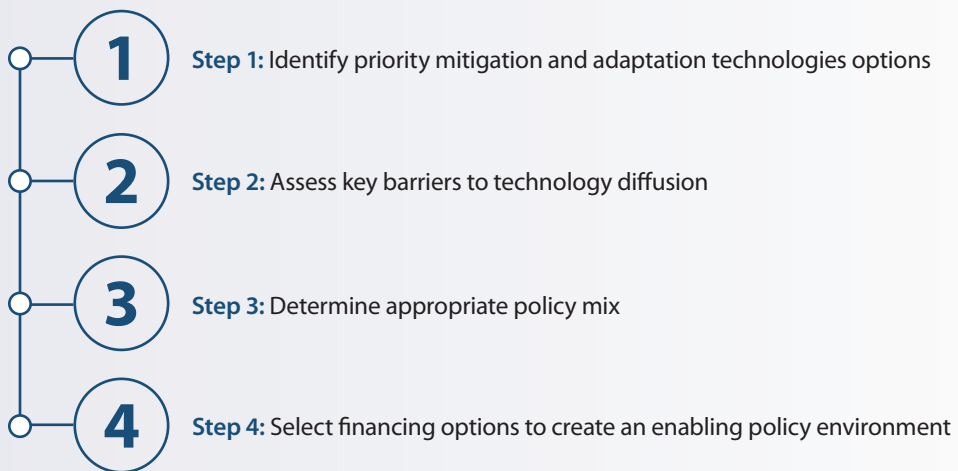 1
Step 1: Identify priority mitigation and adaptation technologies options
2
Step 2: Assess key barriers to technology diffusion
3
Step 3: Determine appropriate policy mix
4
Step 4: Select financing options to create an enabling policy environment